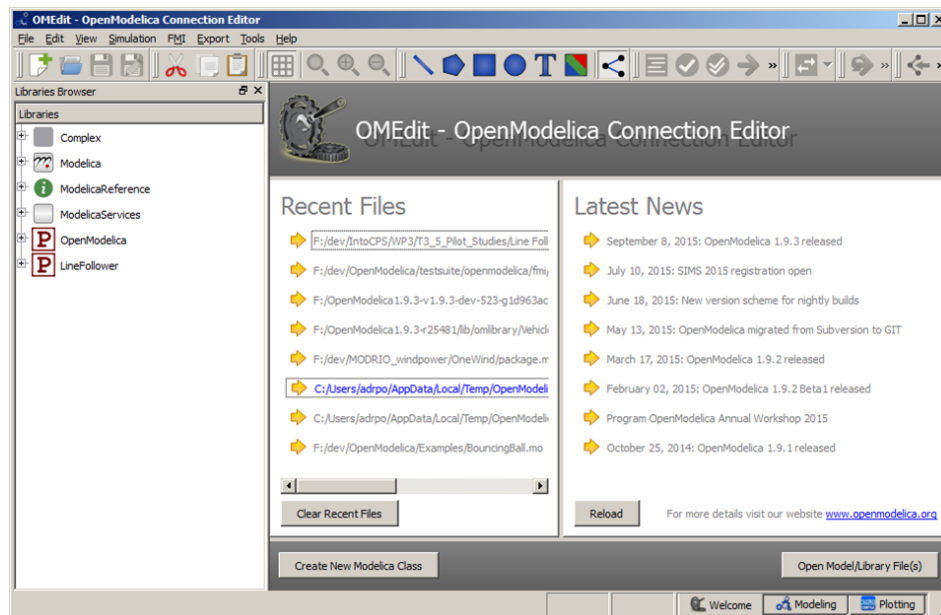 OMEdit - OpenModelica Connection Editor
File Edit View Simulation FMI Export Tools Help
Libraries Browser
Libraries
Complex
Modelica
ModelicaReference
ModelicaServices
OpenModelica
LineFollower
OMEdit - OpenModelica Connection Editor
Recent Files
F:/dev/IntoCPS/WP3/T3_5_Pilot_Studies/Line Foll
F:/dev/OpenModelica/testsuite/openmodelica/fmi/
F:/OpenModelica1.9.3-v1.9.3-dev-523-g1d963ac
F:/OpenModelica1.9.3-r25481/lib/omlibrary/Vehicle
F:/dev/MODRIO_windpower/OneWind/package.m
C:/Users/adrpo/AppData/Local/Temp/OpenModeli
C:/Users/adrpo/AppData/Local/Temp/OpenModeli
F:/dev/OpenModelica/Examples/BouncingBall.mo
Clear Recent Files
Latest News
September 8, 2015: OpenModelica 1.9.3 released
July 10, 2015: SIMS 2015 registration open
June 18, 2015: New version scheme for nightly builds
May 13, 2015: OpenModelica migrated from Subversion to GIT
March 17, 2015: OpenModelica 1.9.2 released
February 02, 2015: OpenModelica 1.9.2 Beta1 released
Program OpenModelica Annual Workshop 2015
October 25, 2014: OpenModelica 1.9.1 released
Reload For more details visit our website www.openmodelica.org
Create New Modelica Class
Open Model/Library File(s)
Welcome Modeling Plotting